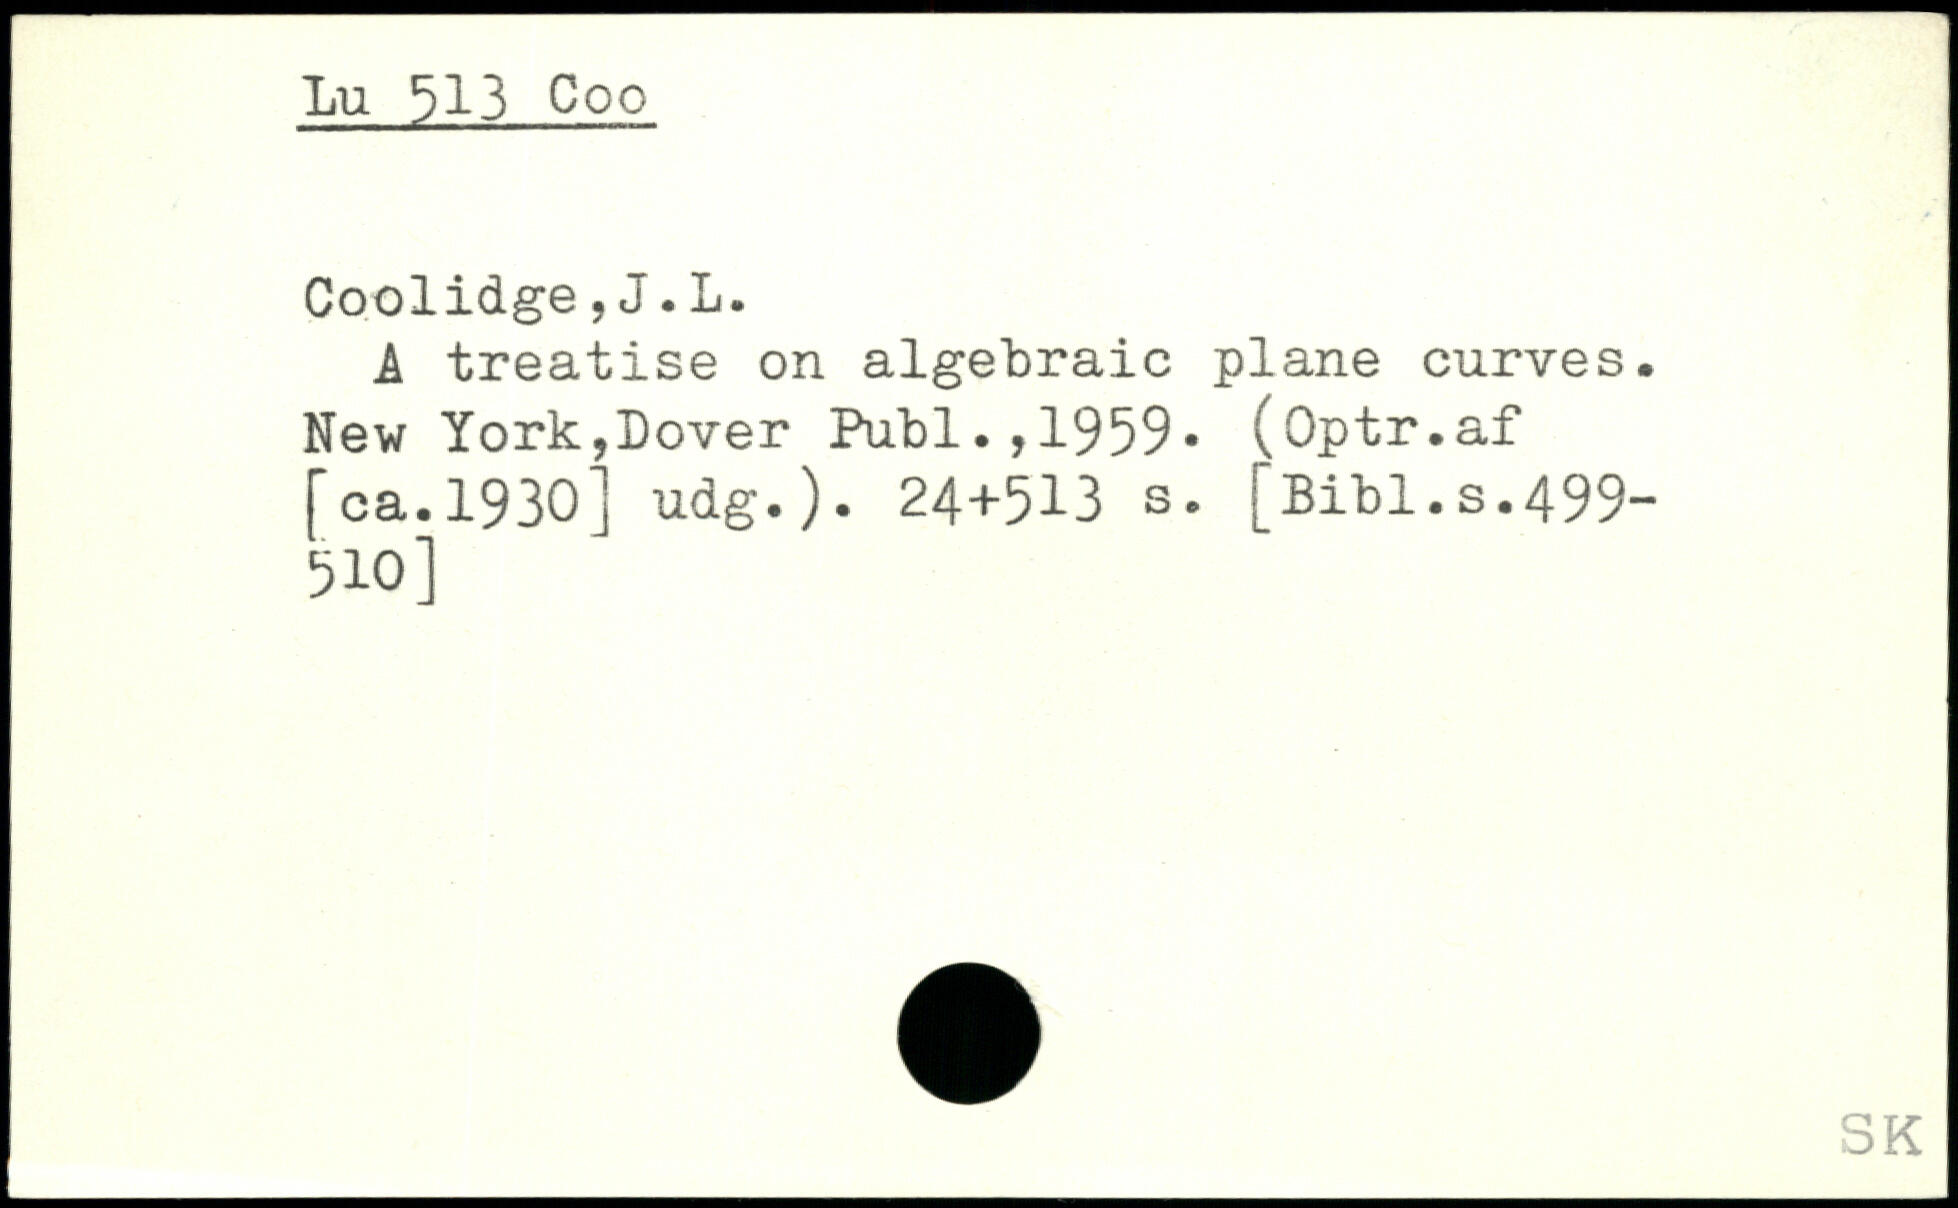 Lu 513 Coo
Coolidge,J.L.
A treatise on algebraic plane curves.
New York,Dover Publ.,1959. (Optr.af
[ca.1930] udg.). 24+513 s. [Bibl.s.499-
510]
SK